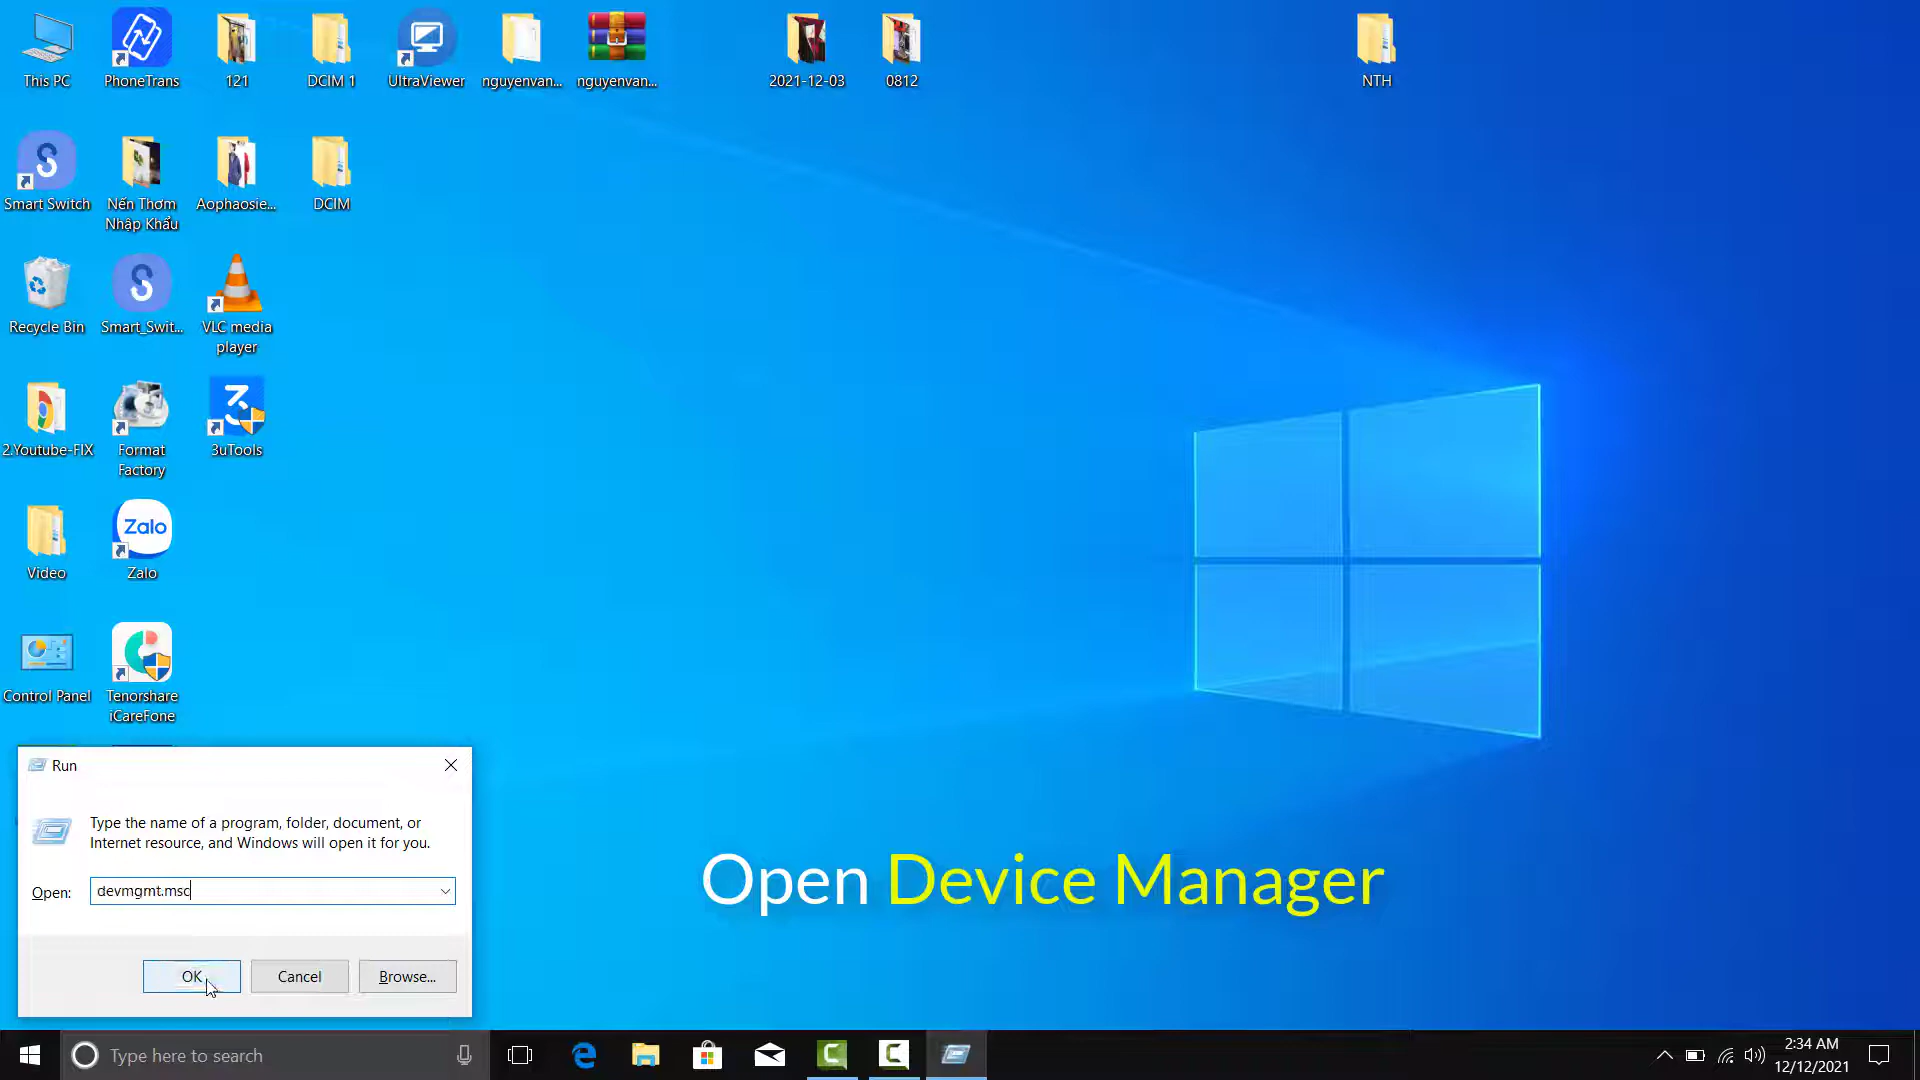 This PC
PhoneTrans
121
DCIM 1
UltraViewer
nguyenvan...
nguyenvan...
2021-12-03
0812
NTH
Smart Switch
Nến Thơm
Nhập Khẩu
Aophaosie...
DCIM
Recycle Bin
Smart_Swit...
VLC media
player
2.Youtube-FIX
Format
Factory
3uTools
Video
Zalo
Zalo
Control Panel
Tenorshare
iCareFone
Run
Type the name of a program, folder, document, or
Internet resource, and Windows will open it for you.
Open:
devmgmt.msc
OK
Cancel
Browse...
Open Device Manager
Type here to search
2:34 AM
12/12/2021